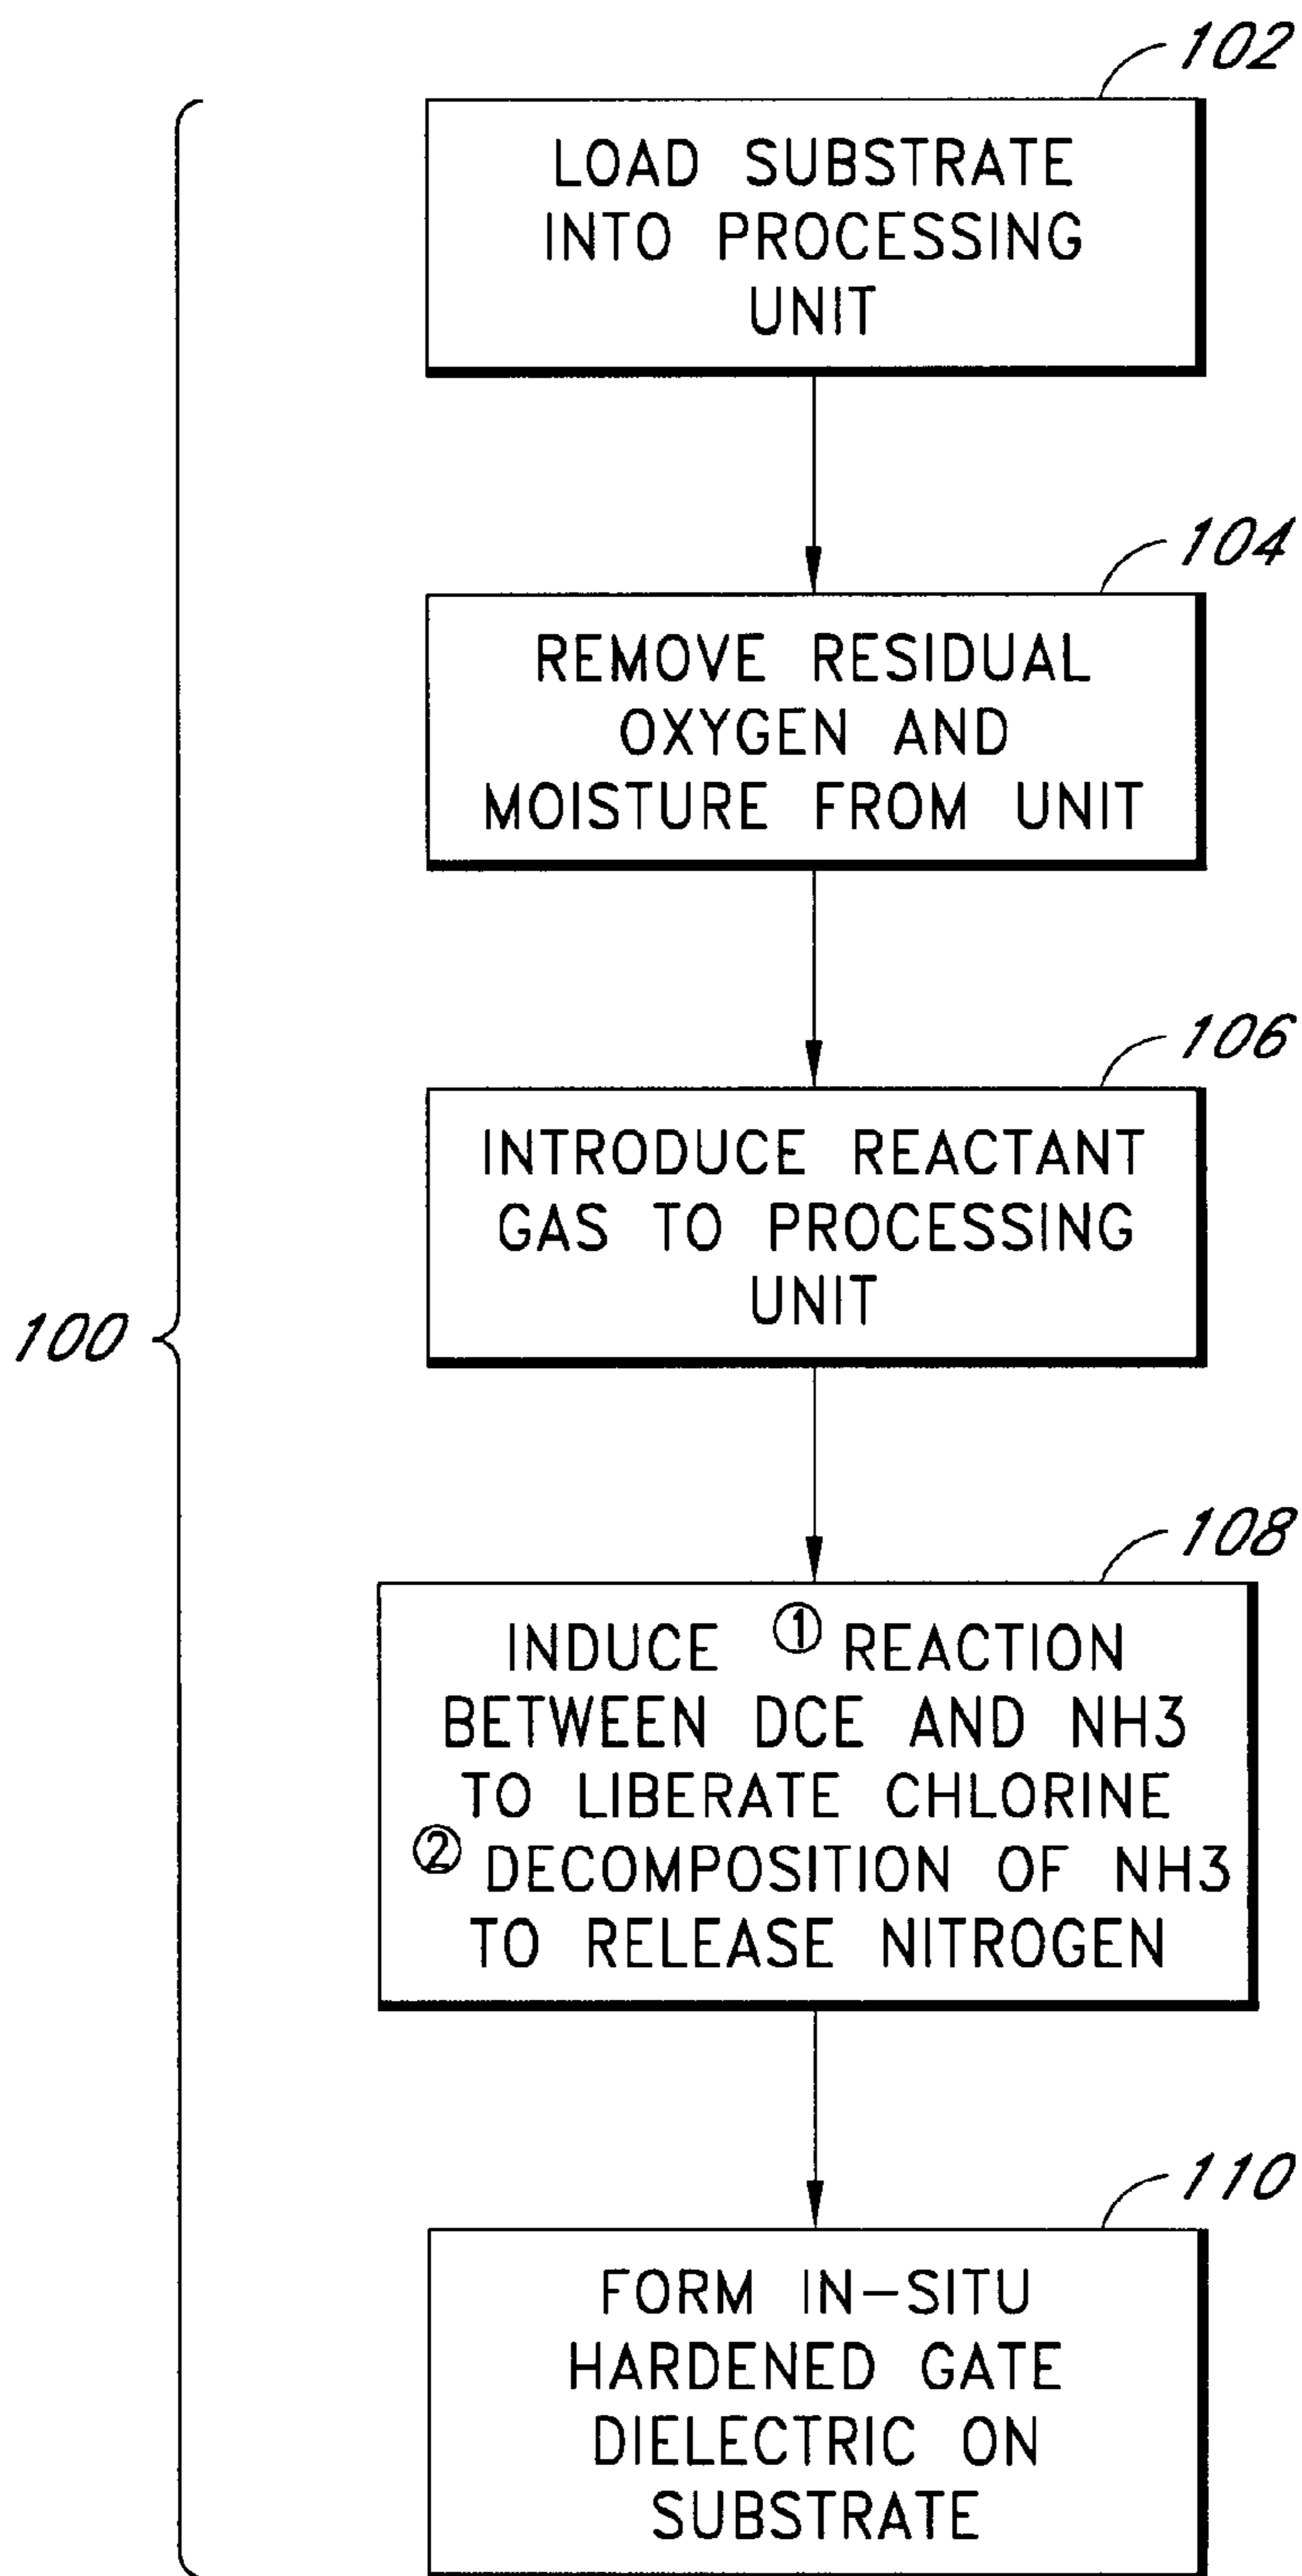 102
LOAD SUBSTRATE
INTO PROCESSING
UNIT
104
REMOVE RESIDUAL
OXYGEN AND
MOISTURE FROM UNIT
106
INTRODUCE REACTANT
GAS TO PROCESSING
UNIT
100
108
INDUCE ① REACTION
BETWEEN DCE AND NH3
TO LIBERATE CHLORINE
② DECOMPOSITION OF NH3
TO RELEASE NITROGEN
110
FORM IN-SITU
HARDENED GATE
DIELECTRIC ON
SUBSTRATE